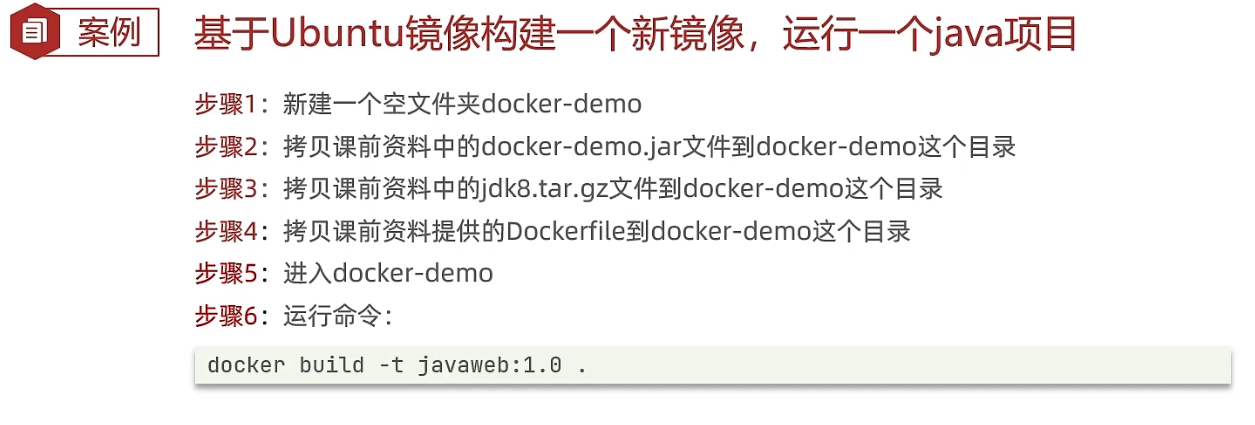 案例
基于Ubuntu镜像构建一个新镜像，运行一个java项目
步骤1：新建一个空文件夹docker-demo
步骤2：拷贝课前资料中的docker-demo.jar文件到docker-demo这个目录
步骤3：拷贝课前资料中的jdk8.tar.gz文件到docker-demo这个目录
步骤4：拷贝课前资料提供的Dockerfile到docker-demo这个目录
步骤5：进入docker-demo
步骤6：运行命令：
docker build -t javaweb:1.0 .